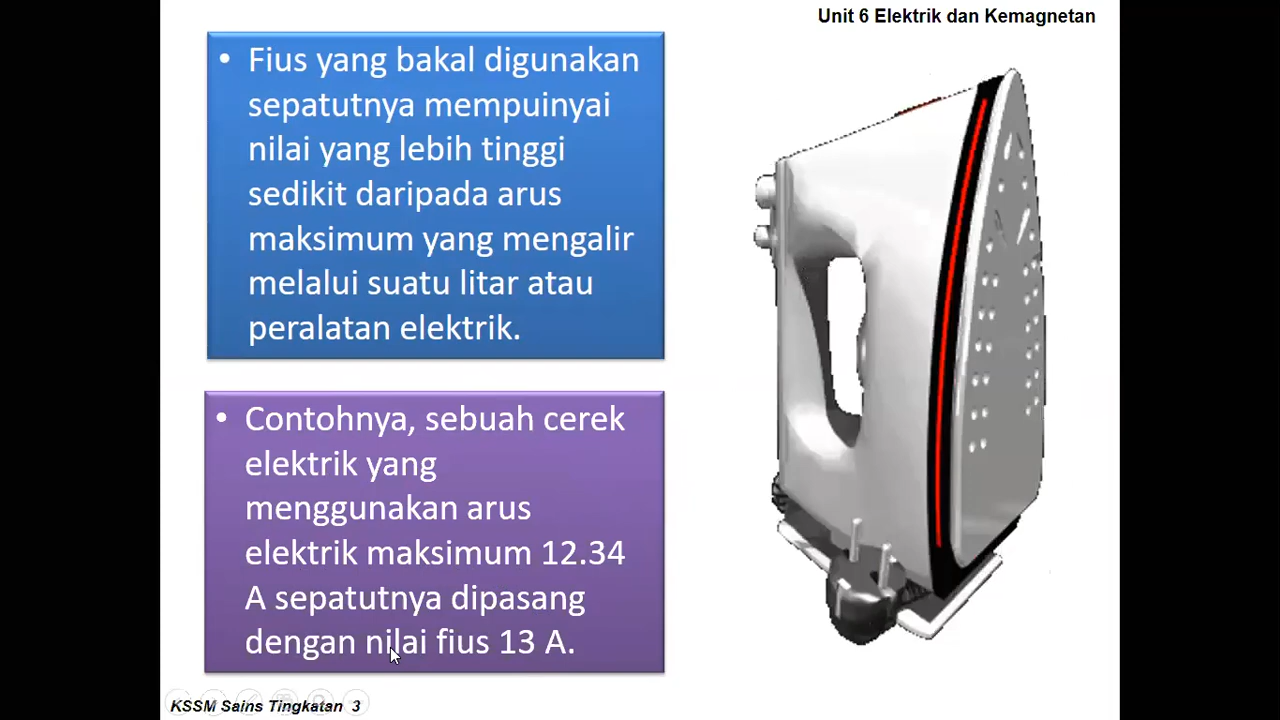 Unit 6 Elektrik dan Kemagnetan
• Fius yang bakal digunakan
sepatutnya mempuinyai
nilai yang lebih tinggi
sedikit daripada arus
maksimum yang mengalir
melalui suatu litar atau
peralatan elektrik.
• Contohnya, sebuah cerek
elektrik yang
menggunakan arus
elektrik maksimum 12.34
A sepatutnya dipasang
dengan nilai fius 13 A.
KSSM Sains Tingkatan 3